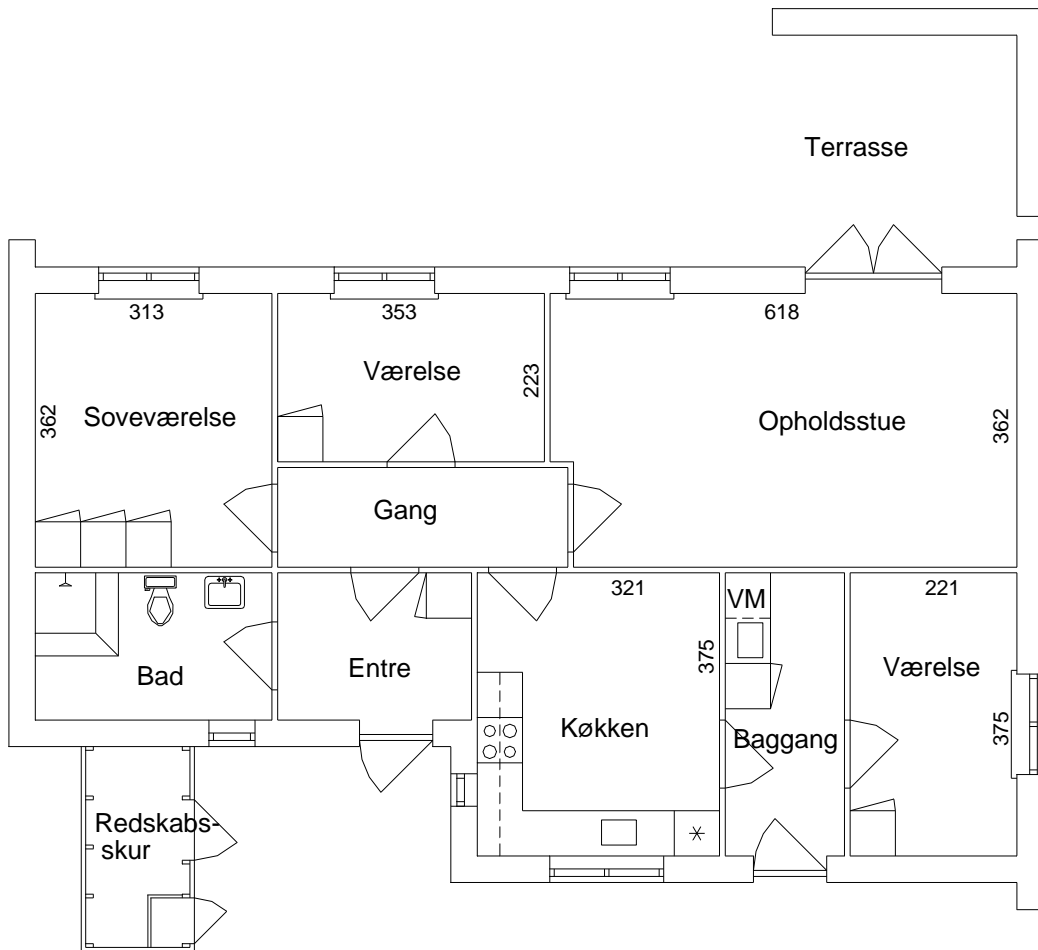 Terrasse
313
353
618
Værelse
223
362
Soveværelse
Opholdsstue
362
Gang
321
VM
221
Bad
Entre
375
Værelse
Køkken
Baggang
375
Redskabs-
skur